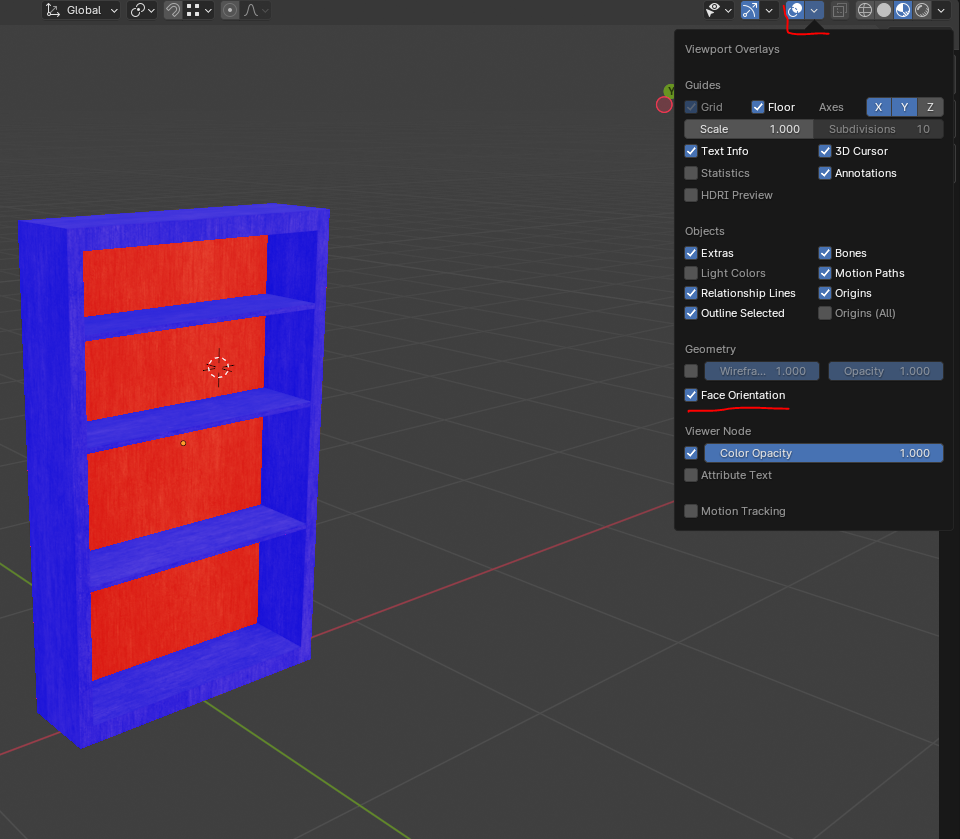 Global
Viewport Overlays
Guides
Grid Floor Axes X Y Z
Scale 1.000 Subdivisions 10
Text Info 3D Cursor
Statistics Annotations
HDRI Preview
Objects
Extras Bones
Light Colors Motion Paths
Relationship Lines Origins
Outline Selected Origins (All)
Geometry
Wirefra... 1.000 Opacity 1.000
Face Orientation
Viewer Node
Color Opacity 1.000
Attribute Text
Motion Tracking
Y